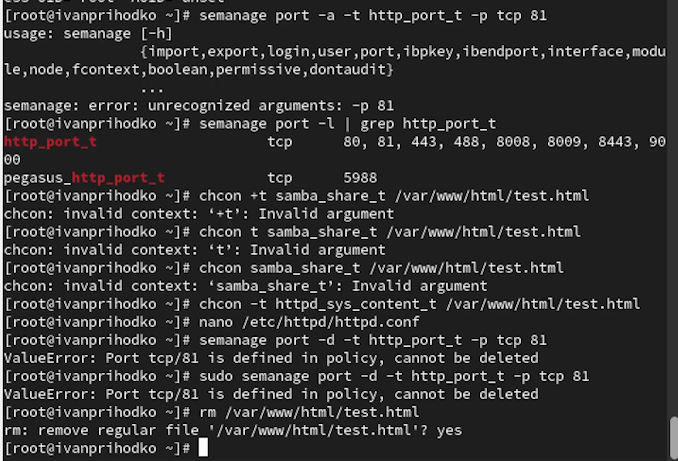 [root@ivanprihodko ~]# semanage port -a -t http_port_t -p tcp 81
usage: semanage [-h]
{import,export,login,user,port,ibpkey,ibendport,interface,modu
le,node,fcontext,boolean,permissive,dontaudit}
...
semanage: error: unrecognized arguments: -p 81
[root@ivanprihodko ~]# semanage port -l | grep http_port_t
http_port_t tcp 80, 81, 443, 488, 8008, 8009, 8443, 90
00
pegasus_http_port_t tcp 5988
[root@ivanprihodko ~]# chcon +t samba_share_t /var/www/html/test.html
chcon: invalid context: ‘+t’: Invalid argument
[root@ivanprihodko ~]# chcon t samba_share_t /var/www/html/test.html
chcon: invalid context: ‘t’: Invalid argument
[root@ivanprihodko ~]# chcon samba_share_t /var/www/html/test.html
chcon: invalid context: ‘samba_share_t’: Invalid argument
[root@ivanprihodko ~]# chcon -t httpd_sys_content_t /var/www/html/test.html
[root@ivanprihodko ~]# nano /etc/httpd/httpd.conf
[root@ivanprihodko ~]# semanage port -d -t http_port_t -p tcp 81
ValueError: Port tcp/81 is defined in policy, cannot be deleted
[root@ivanprihodko ~]# sudo semanage port -d -t http_port_t -p tcp 81
ValueError: Port tcp/81 is defined in policy, cannot be deleted
[root@ivanprihodko ~]# rm /var/www/html/test.html
rm: remove regular file '/var/www/html/test.html'? yes
[root@ivanprihodko ~]#